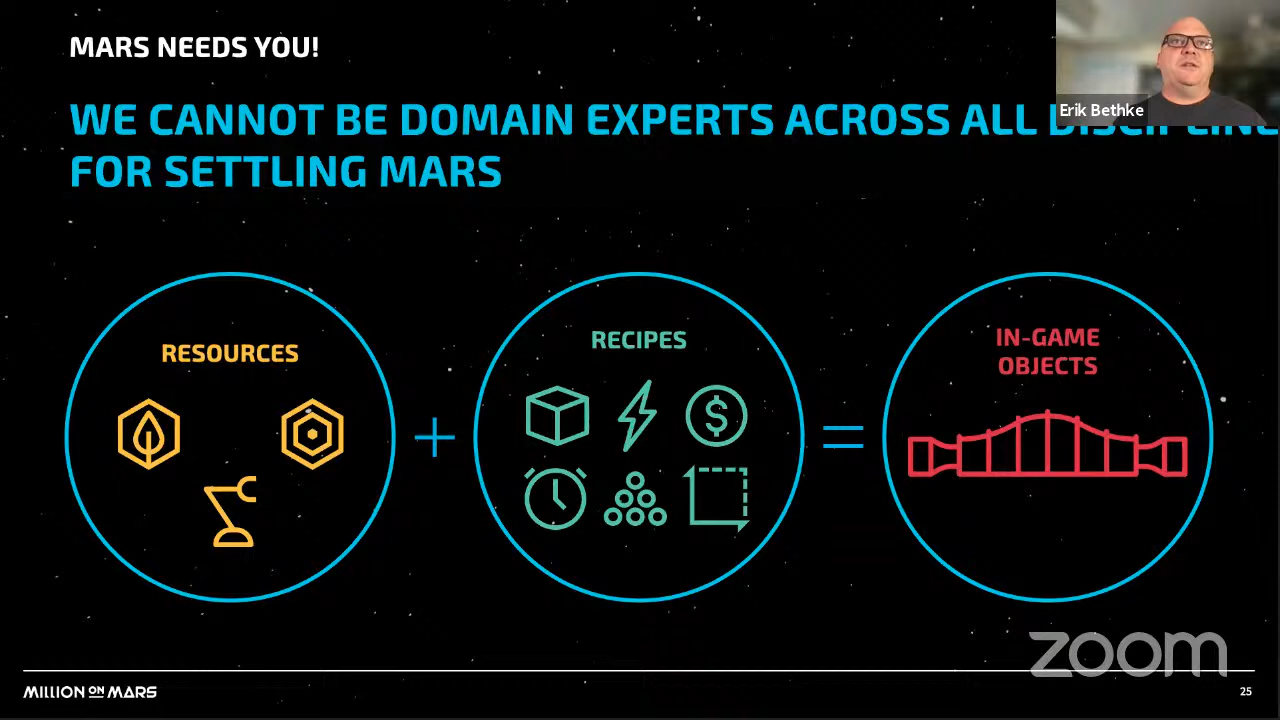 MARS NEEDS YOU!
Erik Bethke
WE CANNOT BE DOMAIN EXPERTS ACROSS ALL
FOR SETTLING MARS
RESOURCES
RECIPES
IN-GAME
OBJECTS
$
zoom
MILLION ON MARS
25